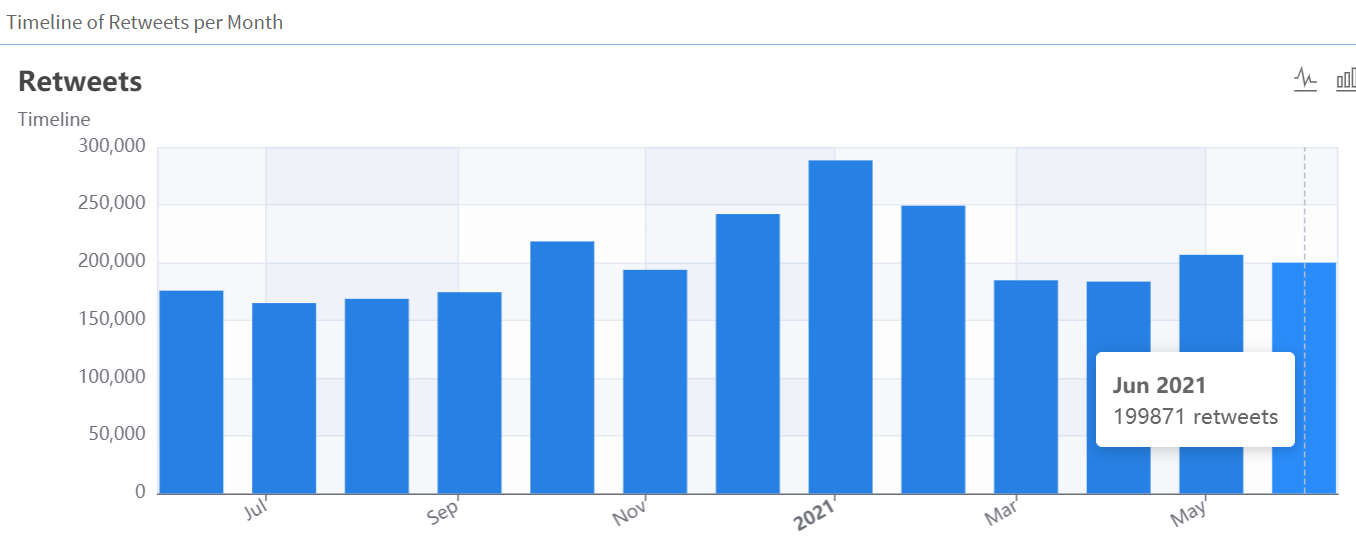 Timeline of Retweets per Month
Retweets
Timeline
300,000
250,000
200,000
150,000
100,000
50,000
0
Jun 2021
199871 retweets
Jul
Sep
Nov
2021
Mar
May